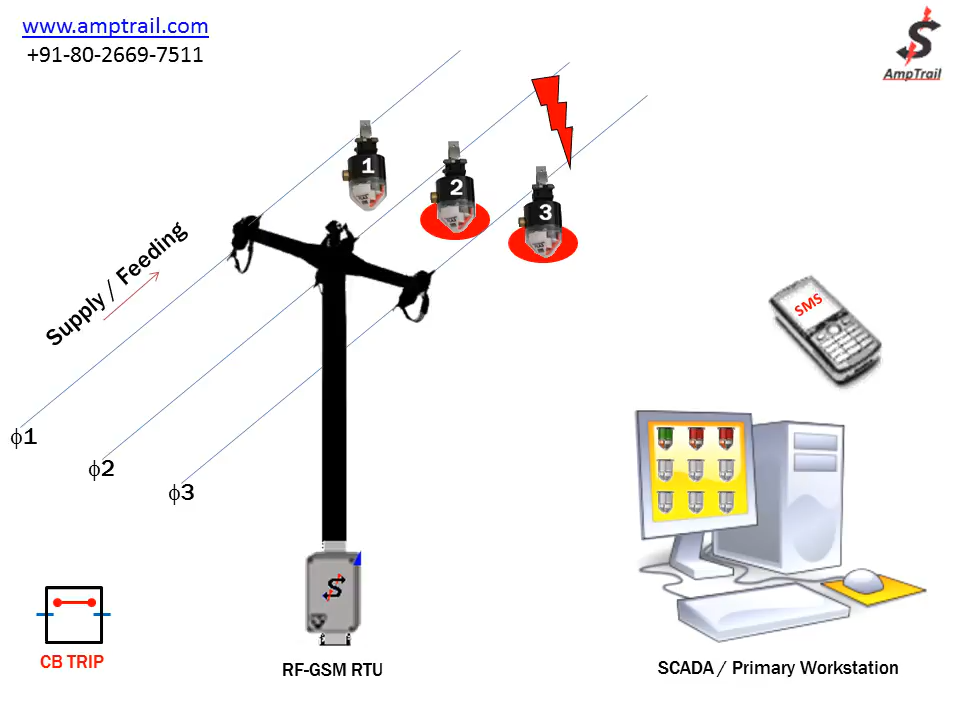 www.amptrail.com
+91-80-2669-7511
AmpTrail
1
2
3
Supply / Feeding
SMS
ϕ1
ϕ2
ϕ3
CB TRIP
RF-GSM RTU
SCADA / Primary Workstation